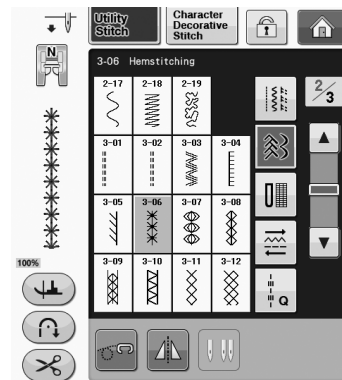 Utility
Stitch
Character
Decorative
Stitch
N
3-06 Hemstitching
2/3
2-17 2-18 2-19
3-01 3-02 3-03 3-04
3-05 3-06 3-07 3-08
100%
3-09 3-10 3-11 3-12
Q